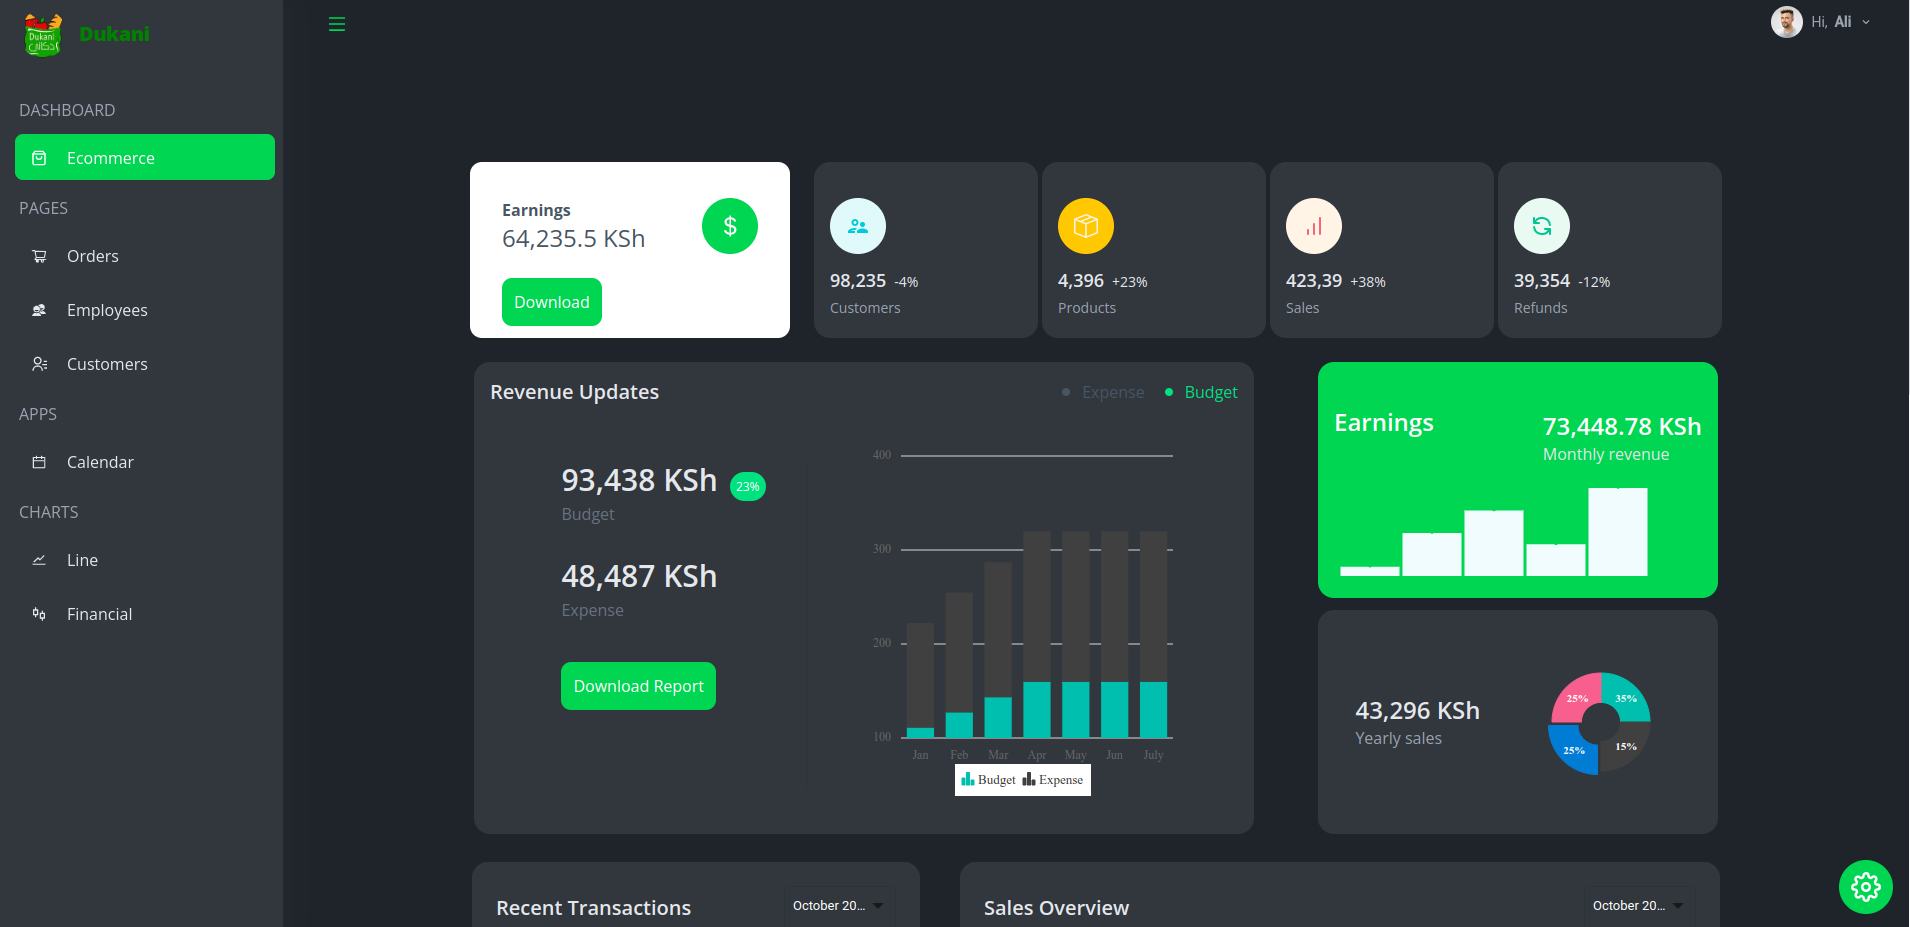 Dukani
دكاني
Dukani
Hi, Ali
DASHBOARD
Ecommerce
PAGES
Orders
Employees
Customers
APPS
Calendar
CHARTS
Line
Financial
Earnings
64,235.5 KSh
$
Download
98,235 -4%
Customers
4,396 +23%
Products
423,39 +38%
Sales
39,354 -12%
Refunds
Revenue Updates
Expense Budget
93,438 KSh 23%
Budget
48,487 KSh
Expense
Download Report
400
300
200
100
Jan Feb Mar Apr May Jun July
Budget Expense
Earnings
73,448.78 KSh
Monthly revenue
43,296 KSh
Yearly sales
25% 35%
25% 15%
Recent Transactions
October 20...
Sales Overview
October 20...